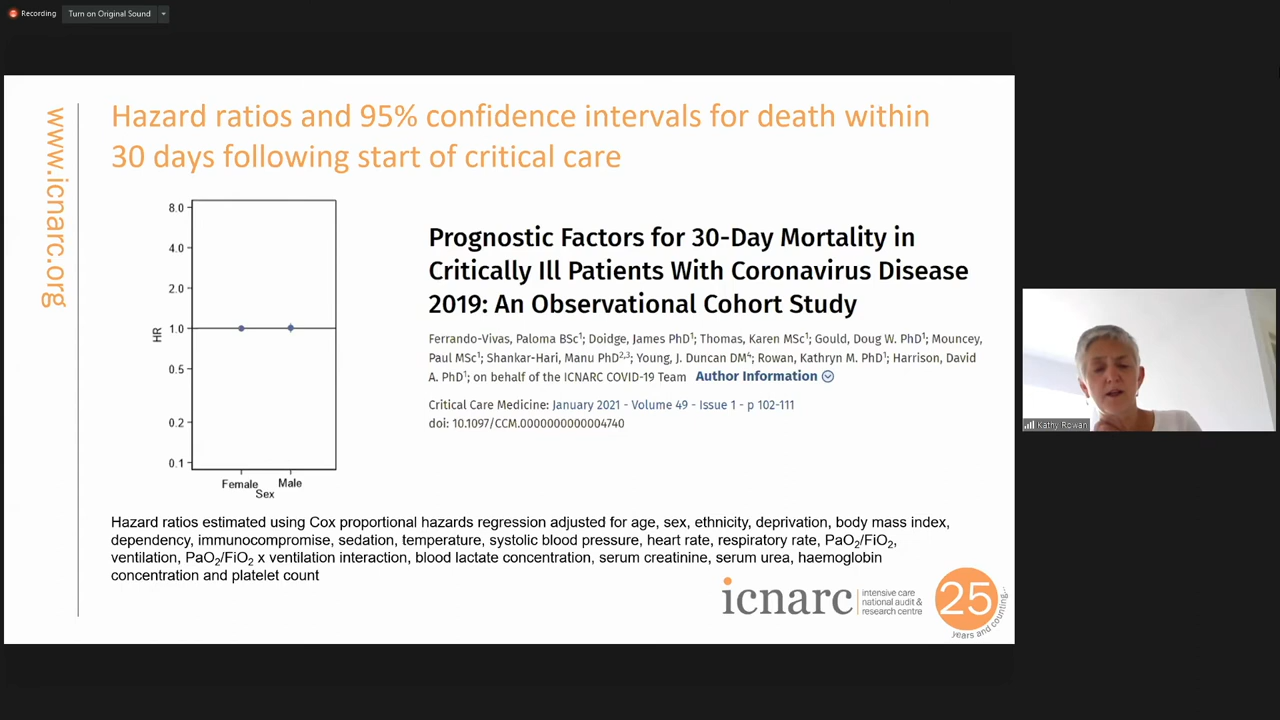 Recording
Turn on Original Sound
www.icnarc.org
Hazard ratios and 95% confidence intervals for death within
30 days following start of critical care
8.0
4.0
2.0
1.0
0.5
0.2
0.1
HR
Female
Male
Sex
Prognostic Factors for 30-Day Mortality in
Critically Ill Patients With Coronavirus Disease
2019: An Observational Cohort Study
Ferrando-Vivas, Paloma BSc1; Doidge, James PhD1; Thomas, Karen MSc1; Gould, Doug W. PhD1; Mouncey,
Paul MSc1; Shankar-Hari, Manu PhD2,3; Young, J. Duncan DM4; Rowan, Kathryn M. PhD1; Harrison, David
A. PhD1; on behalf of the ICNARC COVID-19 Team Author Information
Critical Care Medicine: January 2021 - Volume 49 - Issue 1 - p 102-111
doi: 10.1097/CCM.0000000000004740
Hazard ratios estimated using Cox proportional hazards regression adjusted for age, sex, ethnicity, deprivation, body mass index,
dependency, immunocompromise, sedation, temperature, systolic blood pressure, heart rate, respiratory rate, PaO2/FiO2,
ventilation, PaO2/FiO2 x ventilation interaction, blood lactate concentration, serum creatinine, serum urea, haemoglobin
concentration and platelet count
icnarc
intensive care
national audit &
research centre
25
years and counting...
Kathy Rowan